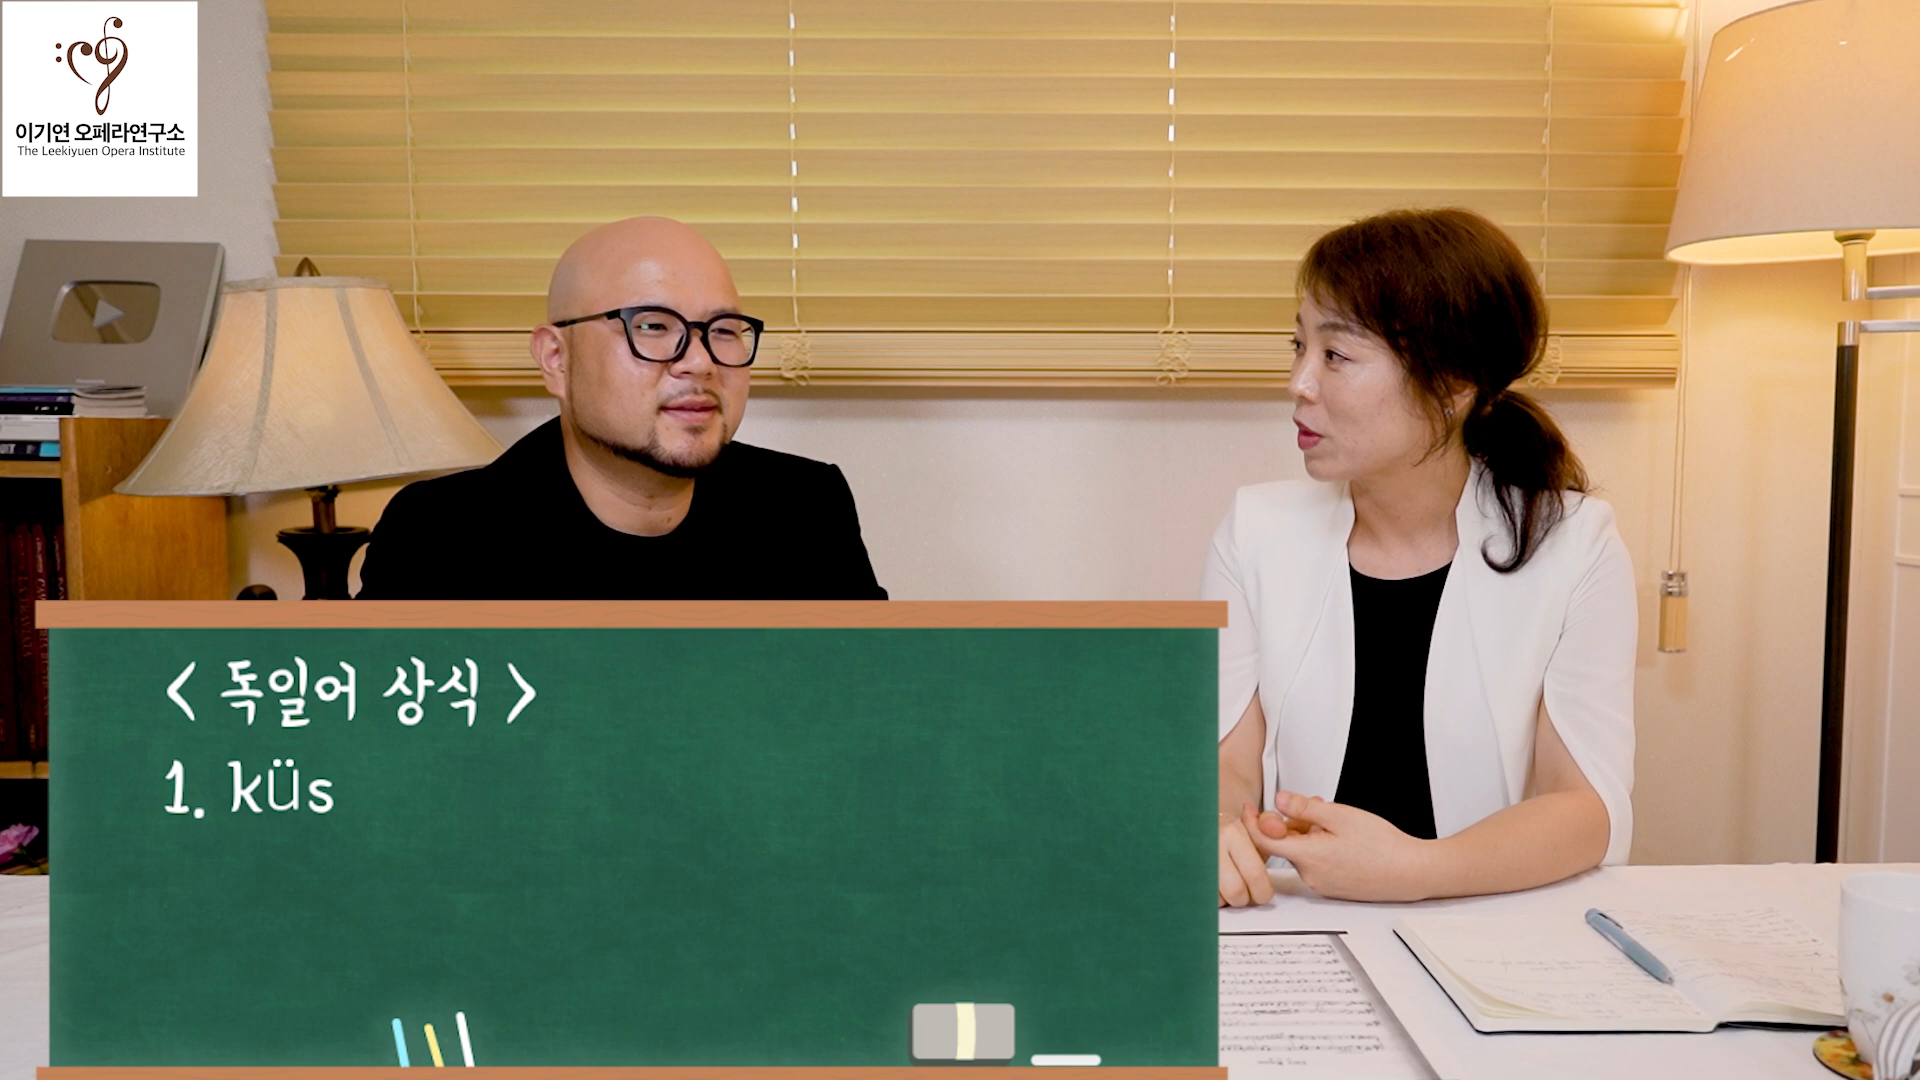 이기연 오페라연구소
The Leekiyuen Opera Institute
< 독일어 상식 >
1. küs